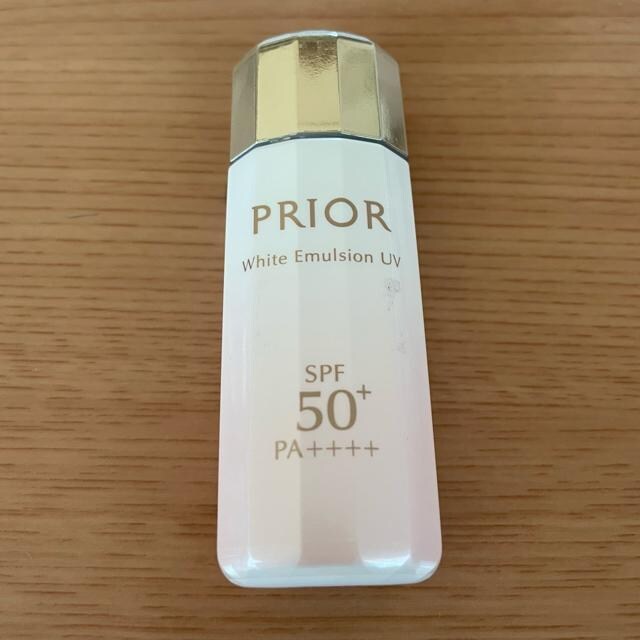 PRIOR
White Emulsion UV
SPF
50+
PA++++